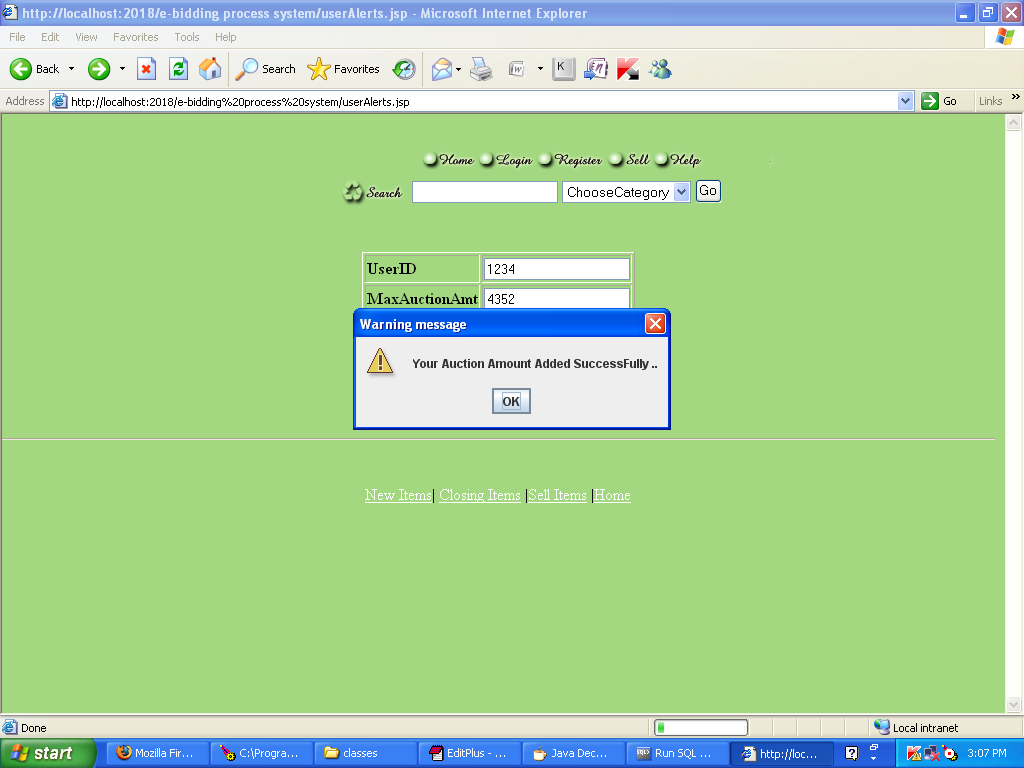 http://localhost:2018/e-bidding process system/userAlerts.jsp - Microsoft Internet Explorer
File Edit View Favorites Tools Help
Back Search Favorites W K
Address http://localhost:2018/e-bidding%20process%20system/userAlerts.jsp Go Links »
Home Login Register Sell Help
Search ChooseCategory Go
UserID 1234
MaxAuctionAmt 4352
Warning message
Your Auction Amount Added SuccessFully ..
OK
New Items| Closing Items |Sell Items |Home
Done Local intranet
start Mozilla Fir... C:\Progra... classes EditPlus - ... Java Dec... Run SQL ... http://loc... ? 3:07 PM